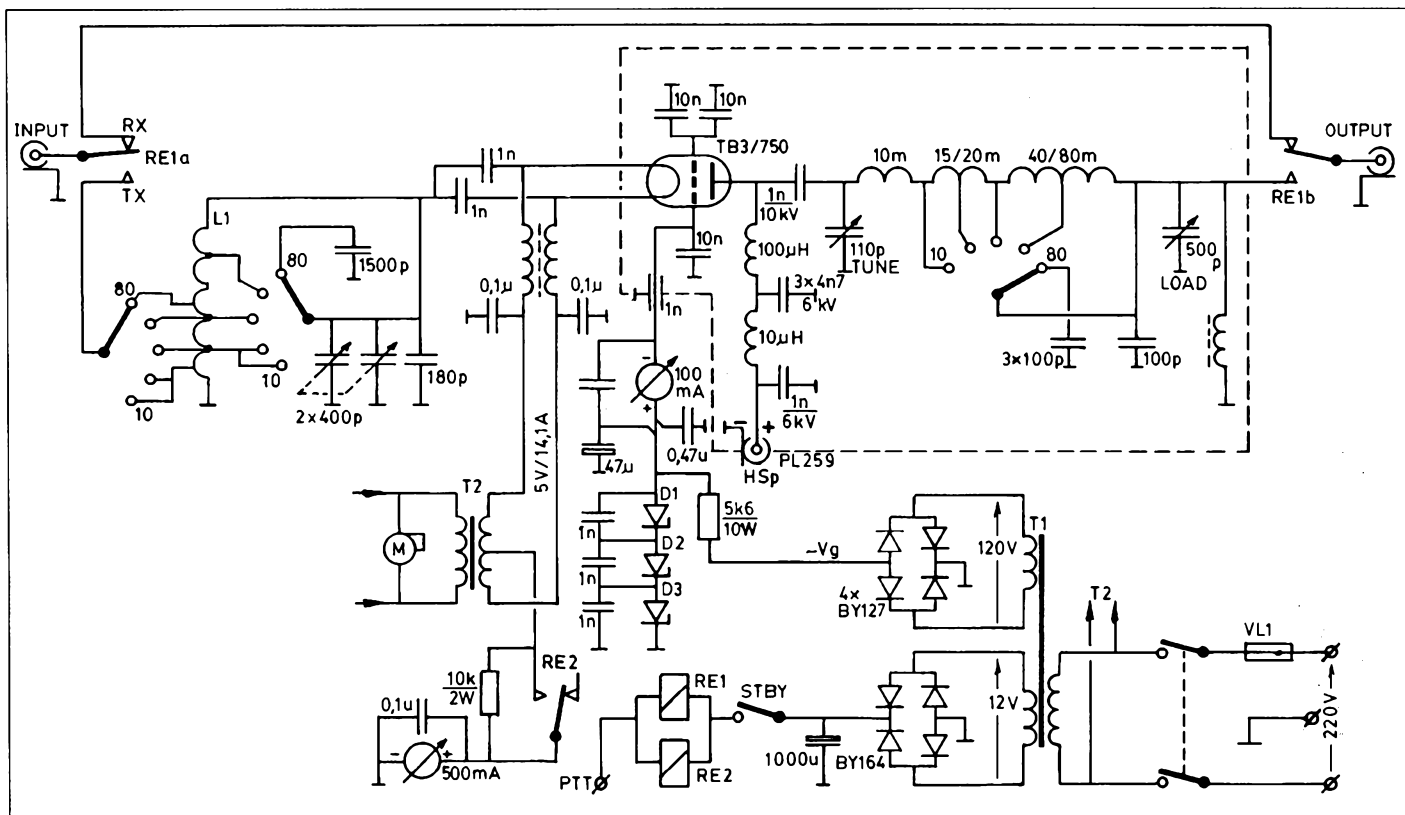 10n
10n
INPUT
RX
RE1a
TX
TB3/750
10m
15/20m
40/80m
OUTPUT
RE1b
1n
1n
1n
10kV
10n
L1
80
1500p
80
10
10
2x400p
180p
0,1µ
0,1µ
1n
100µH
110p
TUNE
10
80
3x4n7
6kV
10µH
500
p
LOAD
3x100p
100p
-
100
mA
+
1n
6kV
47µ
0,47u
-
+
HSp
PL259
5V/14,1A
T2
M
1n
1n
1n
D1
D2
D3
5k6
10W
-Vg
4x
BY127
120V
T1
T2
VL1
220V
10k
2W
RE2
0,1u
-
+
500mA
PTT
RE1
RE2
STBY
1000u
BY164
12V